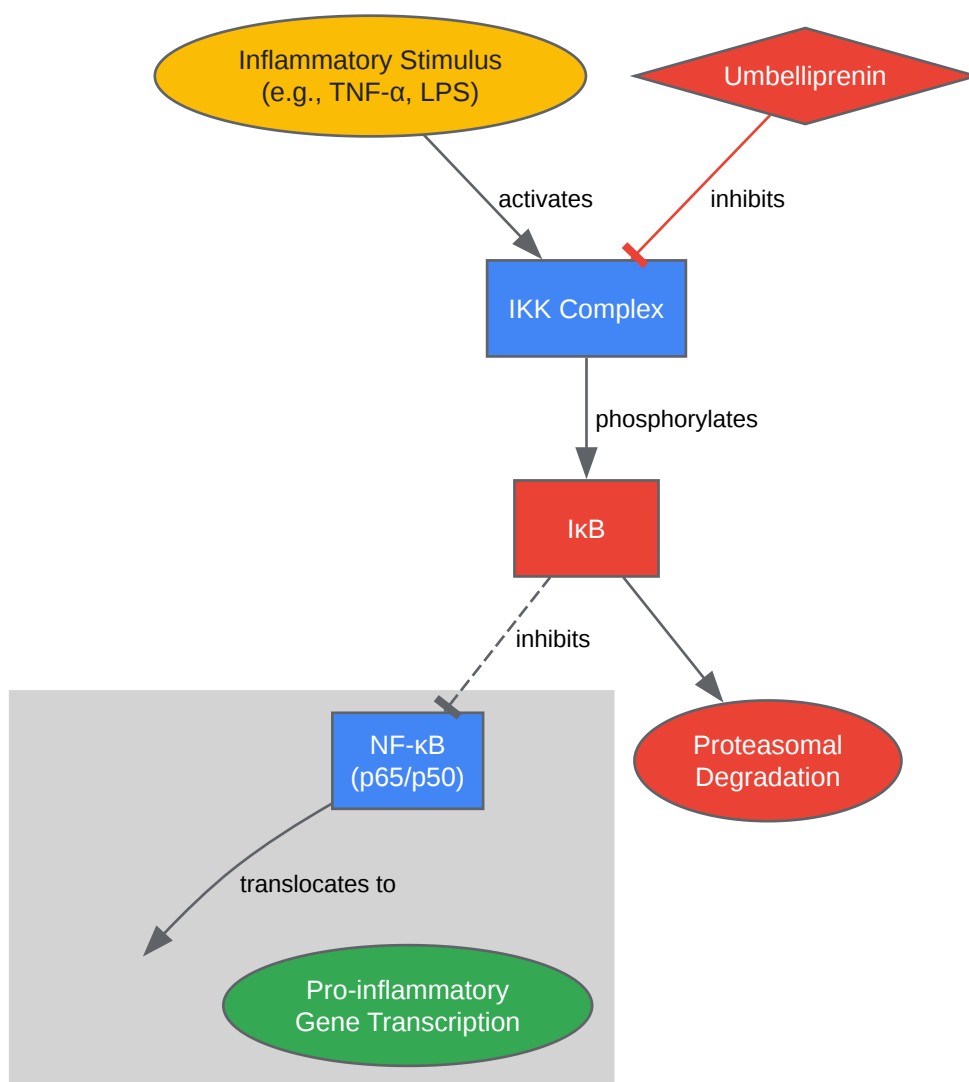 Inflammatory Stimulus
(e.g., TNF-α, LPS)
Umbelliprenin
activates
inhibits
IKK Complex
phosphorylates
IκB
inhibits
NF-κB
(p65/p50)
Proteasomal
Degradation
translocates to
Pro-inflammatory
Gene Transcription